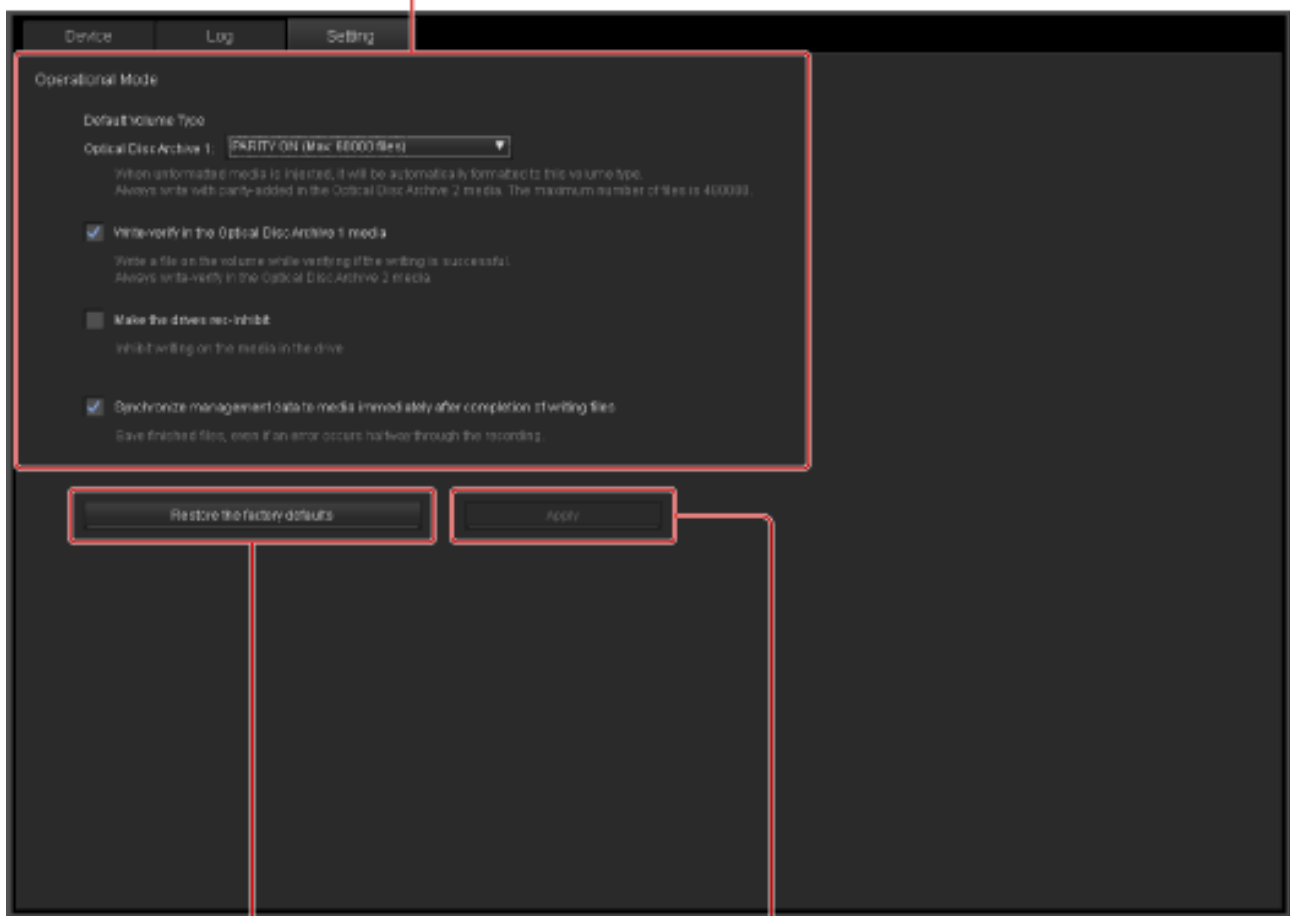 Device Log Setting
Operational Mode
Default Volume Type
Optical Disc Archive 1: PARITY ON (Max: 60000 files)
When unformatted media is injected, it will be automatically formatted to this volume type.
Always write with parity-added in the Optical Disc Archive 2 media. The maximum number of files is 400000.
Write-verify in the Optical Disc Archive 1 media
Write a file on the volume while verifying if the writing is successful.
Always write-verify in the Optical Disc Archive 2 media.
Make the drives rec-inhibit
Inhibit writing on the media in the drive
Synchronize management data to media immediately after completion of writing files
Save finished files, even if an error occurs halfway through the recording.
Restore the factory defaults Apply